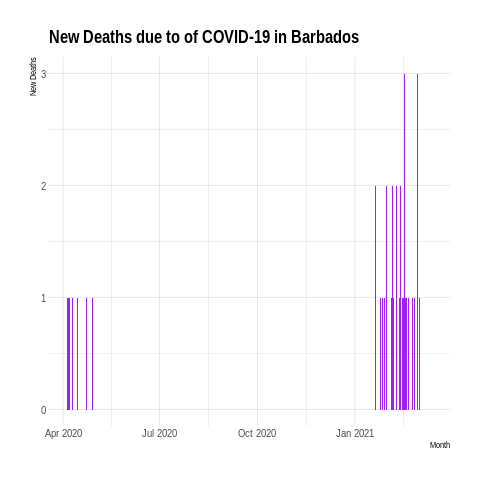 New Deaths due to of COVID-19 in Barbados
New Deaths
3
2
1
0
Apr 2020 Jul 2020 Oct 2020 Jan 2021
Month